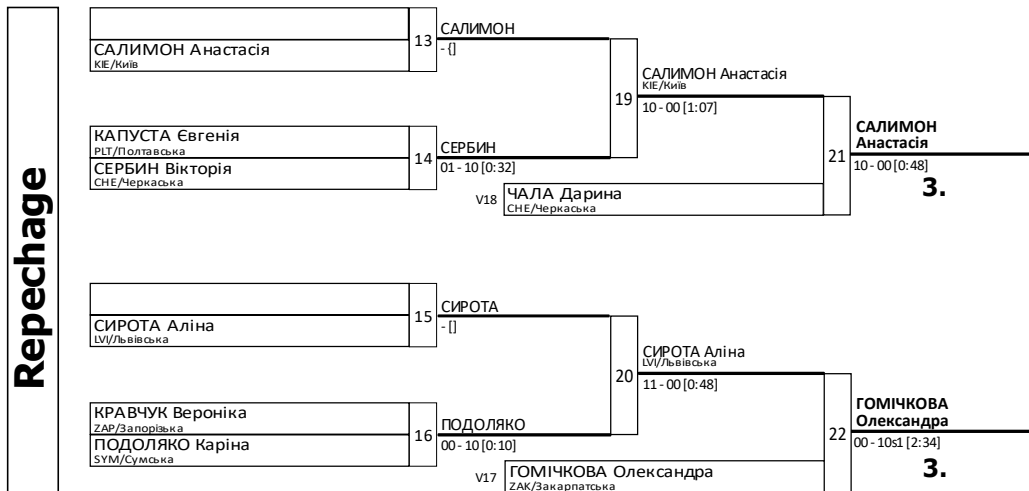 Repechage
САЛИМОН Анастасія
KIE/Київ
13
САЛИМОН
- {]
КАПУСТА Євгенія
PLT/Полтавська
СЕРБИН Вікторія
CHE/Черкаська
14
СЕРБИН
01 - 10 [0:32]
19
САЛИМОН Анастасія
KIE/Київ
10 - 00 [1:07]
V18
ЧАЛА Дарина
CHE/Черкаська
21
САЛИМОН
Анастасія
10 - 00 [0:48]
3.
СИРОТА Аліна
LVI/Львівська
15
СИРОТА
- []
КРАВЧУК Вероніка
ZAP/Запорізька
ПОДОЛЯКО Каріна
SYM/Сумська
16
ПОДОЛЯКО
00 - 10 [0:10]
20
СИРОТА Аліна
LVI/Львівська
11 - 00 [0:48]
V17
ГОМІЧКОВА Олександра
ZAK/Закарпатська
22
ГОМІЧКОВА
Олександра
00 - 10s1 [2:34]
3.